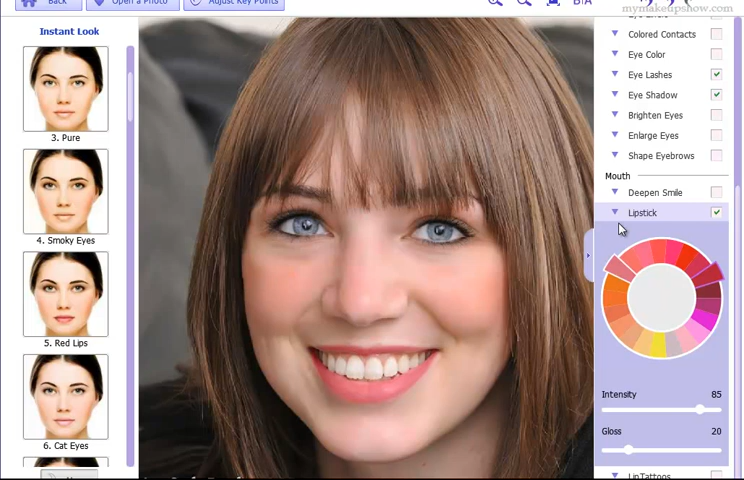 Back
Open a Photo
Adjust Key Points
B|A
mymakeupshow.com
Instant Look
3. Pure
4. Smoky Eyes
5. Red Lips
6. Cat Eyes
Colored Contacts
Eye Color
Eye Lashes
Eye Shadow
Brighten Eyes
Enlarge Eyes
Shape Eyebrows
Mouth
Deepen Smile
Lipstick
Intensity 85
Gloss 20
LipTattoos